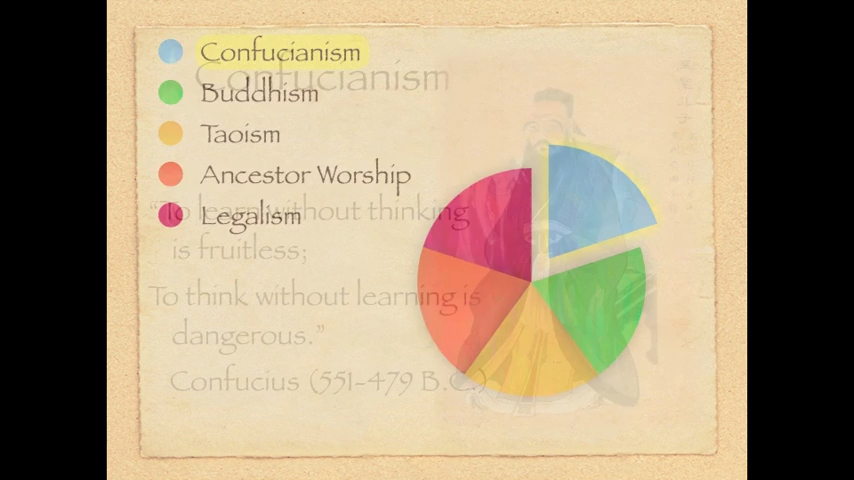 Confucianism
Confucianism
Buddhism
Taoism
Ancestor Worship
Legalism
“To learn without thinking
is fruitless;
To think without learning is
dangerous.”
Confucius (551-479 B.C.)